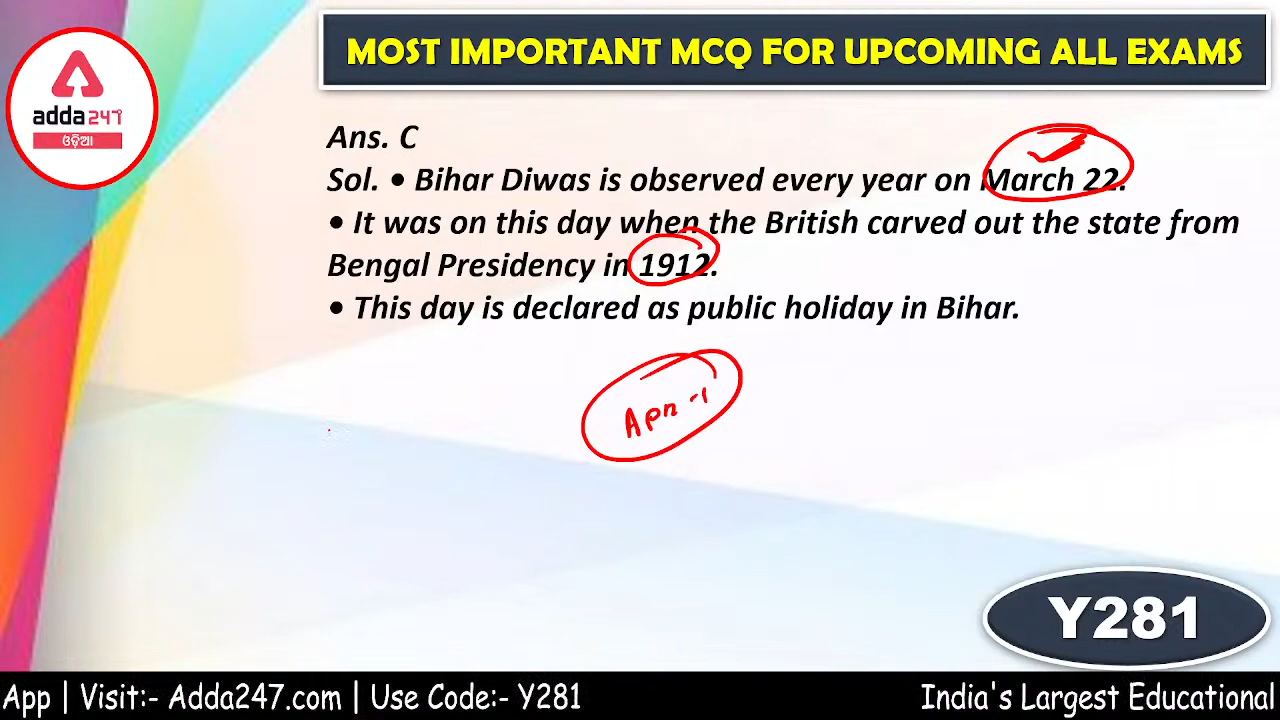 MOST IMPORTANT MCQ FOR UPCOMING ALL EXAMS
adda247
ଓଡ଼ିଆ
Ans. C
Sol. • Bihar Diwas is observed every year on March 22.
• It was on this day when the British carved out the state from
Bengal Presidency in 1912.
• This day is declared as public holiday in Bihar.
Apr -1
Y281
App | Visit:- Adda247.com | Use Code:- Y281
India's Largest Educational